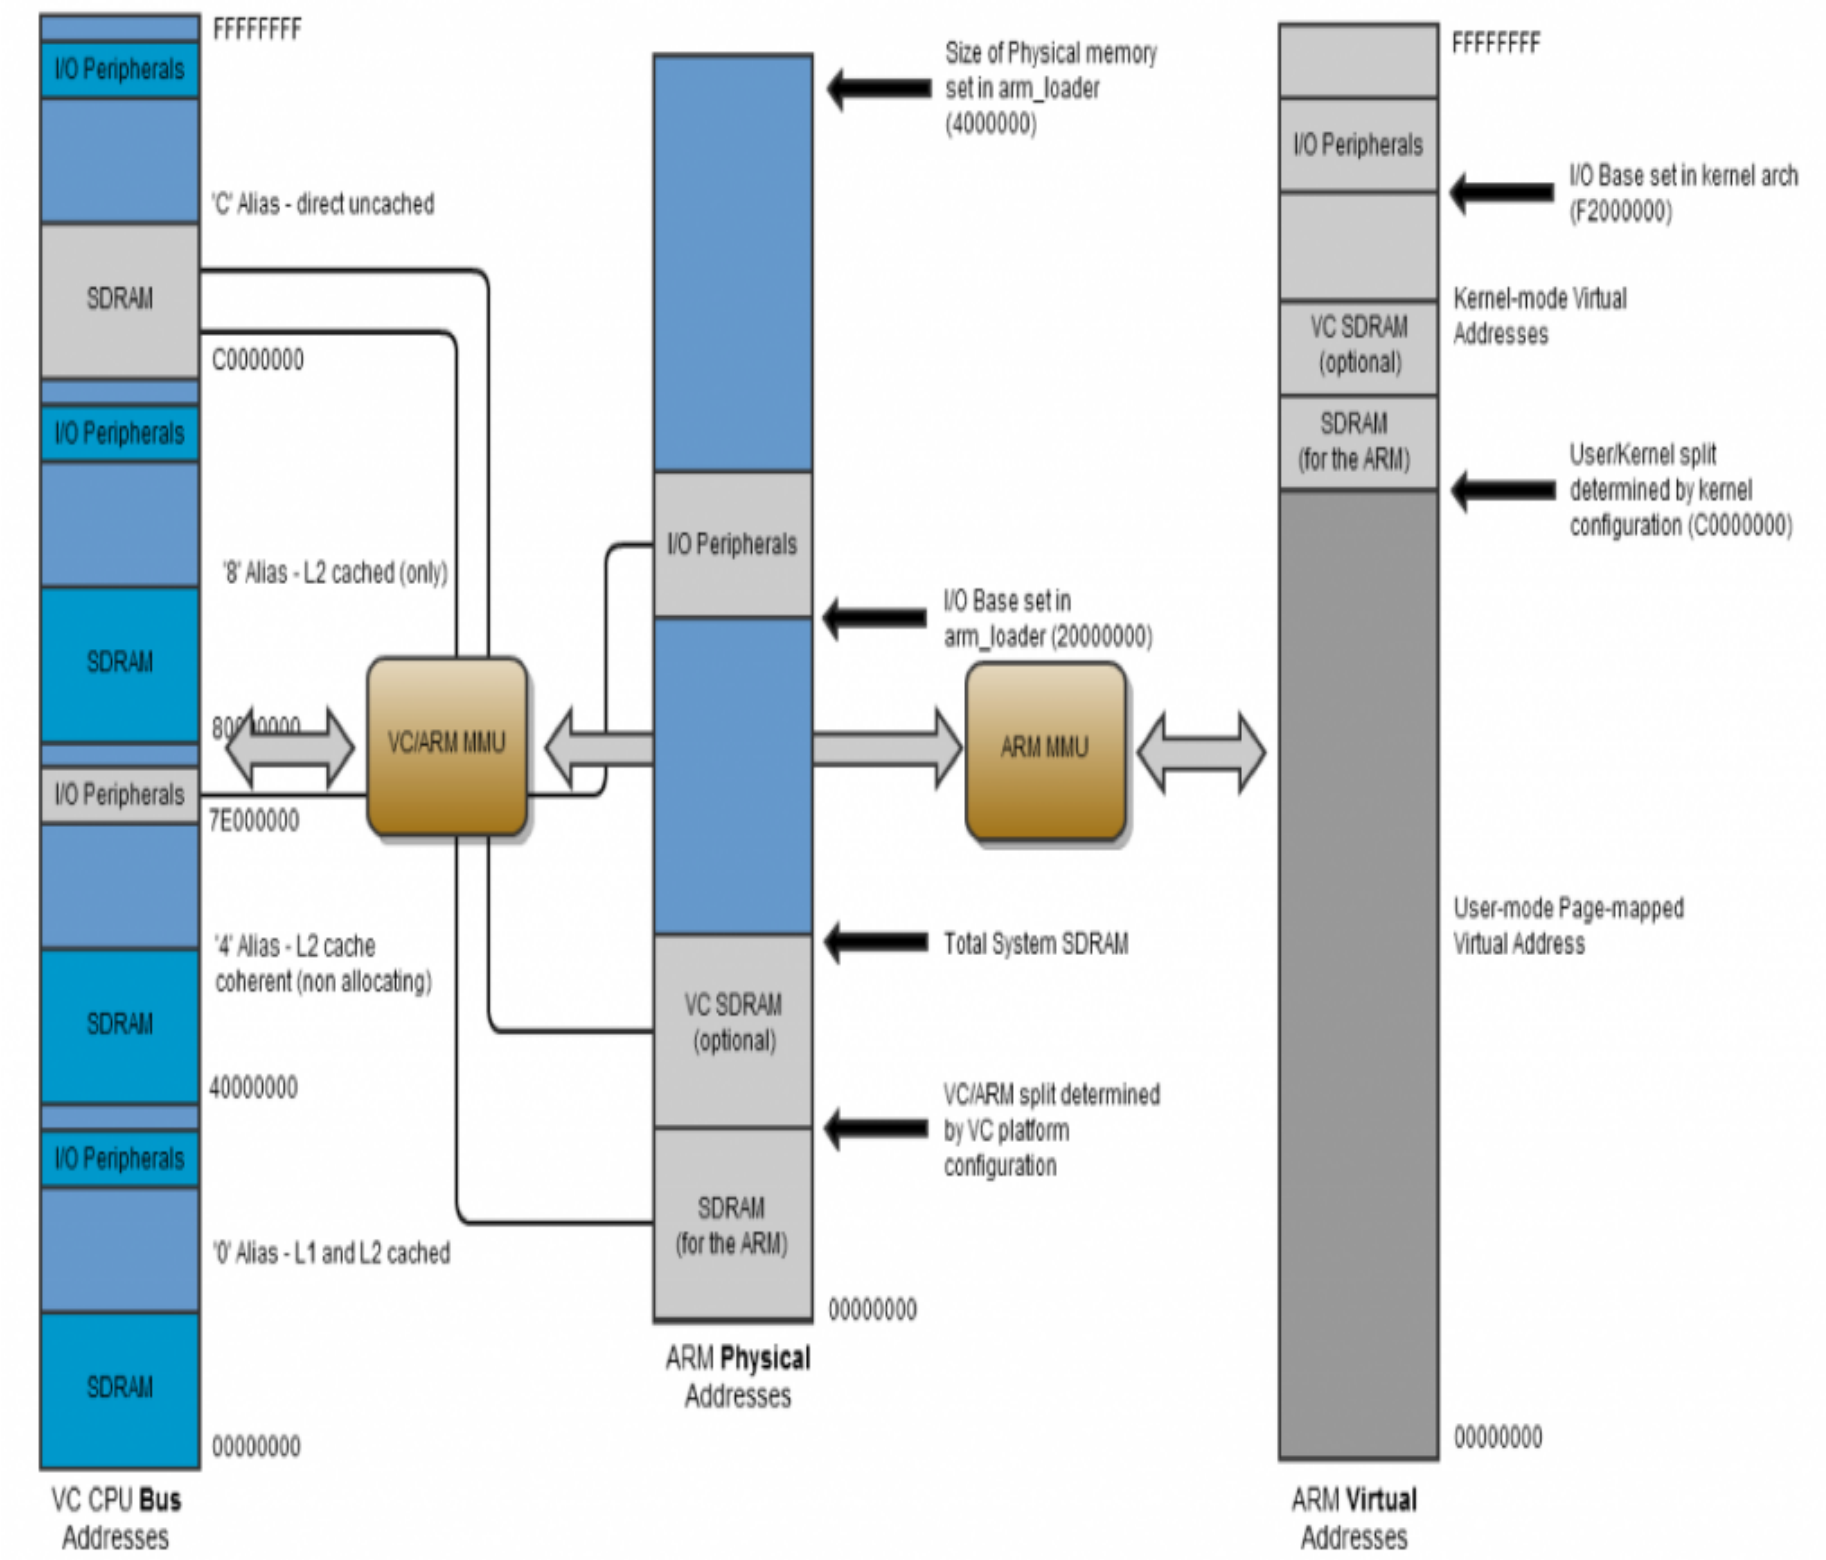 FFFFFFFF
I/O Peripherals
'C' Alias - direct uncached
SDRAM
C0000000
I/O Peripherals
'8' Alias - L2 cached (only)
SDRAM
I/O Peripherals
7E000000
'4' Alias - L2 cache
coherent (non allocating)
SDRAM
40000000
I/O Peripherals
'0' Alias - L1 and L2 cached
SDRAM
00000000
VC CPU Bus
Addresses
VC/ARM MMU
Size of Physical memory
set in arm_loader
(4000000)
I/O Peripherals
I/O Base set in
arm_loader (20000000)
Total System SDRAM
VC SDRAM
(optional)
VC/ARM split determined
by VC platform
configuration
SDRAM
(for the ARM)
00000000
ARM Physical
Addresses
ARM MMU
FFFFFFFF
I/O Peripherals
I/O Base set in kernel arch
(F2000000)
Kernel-mode Virtual
Addresses
VC SDRAM
(optional)
SDRAM
(for the ARM)
User/Kernel split
determined by kernel
configuration (C0000000)
User-mode Page-mapped
Virtual Address
00000000
ARM Virtual
Addresses